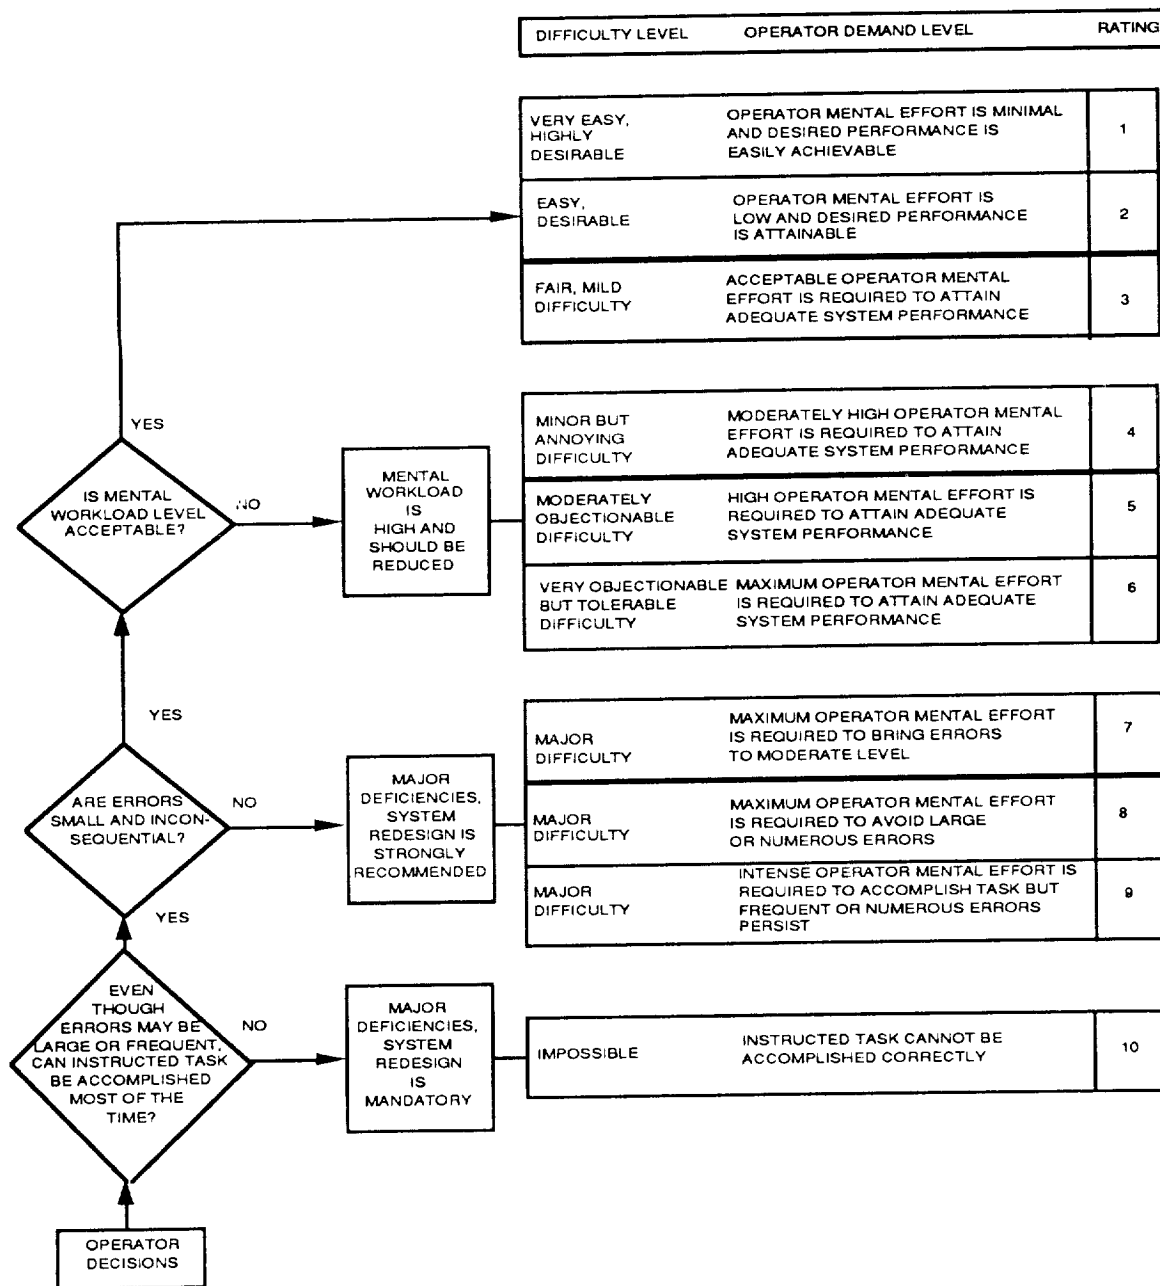 DIFFICULTY LEVEL OPERATOR DEMAND LEVEL RATING
VERY EASY,
HIGHLY
DESIRABLE
OPERATOR MENTAL EFFORT IS MINIMAL
AND DESIRED PERFORMANCE IS
EASILY ACHIEVABLE
1
EASY,
DESIRABLE
OPERATOR MENTAL EFFORT IS
LOW AND DESIRED PERFORMANCE
IS ATTAINABLE
2
FAIR, MILD
DIFFICULTY
ACCEPTABLE OPERATOR MENTAL
EFFORT IS REQUIRED TO ATTAIN
ADEQUATE SYSTEM PERFORMANCE
3
YES
IS MENTAL
WORKLOAD LEVEL
ACCEPTABLE?
NO
MENTAL
WORKLOAD
IS
HIGH AND
SHOULD BE
REDUCED
MINOR BUT
ANNOYING
DIFFICULTY
MODERATELY HIGH OPERATOR MENTAL
EFFORT IS REQUIRED TO ATTAIN
ADEQUATE SYSTEM PERFORMANCE
4
MODERATELY
OBJECTIONABLE
DIFFICULTY
HIGH OPERATOR MENTAL EFFORT IS
REQUIRED TO ATTAIN ADEQUATE
SYSTEM PERFORMANCE
5
VERY OBJECTIONABLE
BUT TOLERABLE
DIFFICULTY
MAXIMUM OPERATOR MENTAL EFFORT
IS REQUIRED TO ATTAIN ADEQUATE
SYSTEM PERFORMANCE
6
YES
ARE ERRORS
SMALL AND INCON-
SEQUENTIAL?
NO
MAJOR
DEFICIENCIES,
SYSTEM
REDESIGN IS
STRONGLY
RECOMMENDED
MAJOR
DIFFICULTY
MAXIMUM OPERATOR MENTAL EFFORT
IS REQUIRED TO BRING ERRORS
TO MODERATE LEVEL
7
MAJOR
DIFFICULTY
MAXIMUM OPERATOR MENTAL EFFORT
IS REQUIRED TO AVOID LARGE
OR NUMEROUS ERRORS
8
MAJOR
DIFFICULTY
INTENSE OPERATOR MENTAL EFFORT IS
REQUIRED TO ACCOMPLISH TASK BUT
FREQUENT OR NUMEROUS ERRORS
PERSIST
9
YES
EVEN
THOUGH
ERRORS MAY BE
LARGE OR FREQUENT,
CAN INSTRUCTED TASK
BE ACCOMPLISHED
MOST OF THE
TIME?
NO
MAJOR
DEFICIENCIES,
SYSTEM
REDESIGN
IS
MANDATORY
IMPOSSIBLE
INSTRUCTED TASK CANNOT BE
ACCOMPLISHED CORRECTLY
10
OPERATOR
DECISIONS